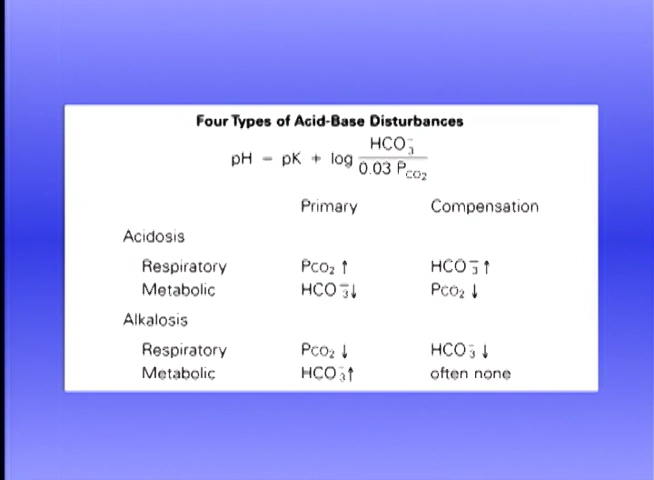 Four Types of Acid-Base Disturbances
pH = pK + log HCO₃⁻ / 0.03 Pco₂
Primary Compensation
Acidosis
Respiratory Pco₂ ↑ HCO₃⁻ ↑
Metabolic HCO₃⁻ ↓ Pco₂ ↓
Alkalosis
Respiratory Pco₂ ↓ HCO₃⁻ ↓
Metabolic HCO₃⁻ ↑ often none